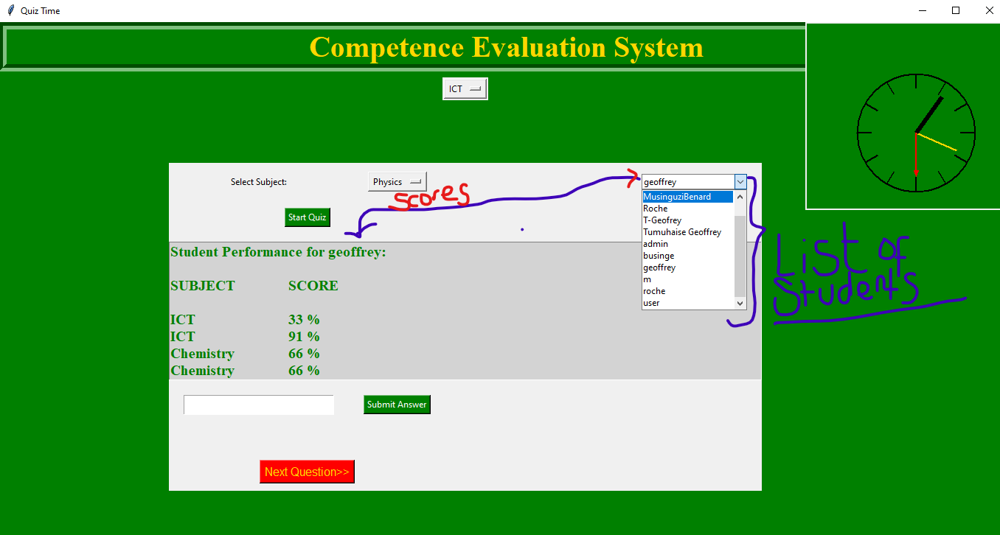 Quiz Time
Competence Evaluation System
ICT
Select Subject:
Physics
geoffrey
scores
MusinguziBenard
Roche
T-Geofrey
Tumuhaise Geoffrey
admin
businge
geoffrey
m
roche
user
Start Quiz
List of
Students
Student Performance for geoffrey:
SUBJECT SCORE
ICT 33 %
ICT 91 %
Chemistry 66 %
Chemistry 66 %
Submit Answer
Next Question>>